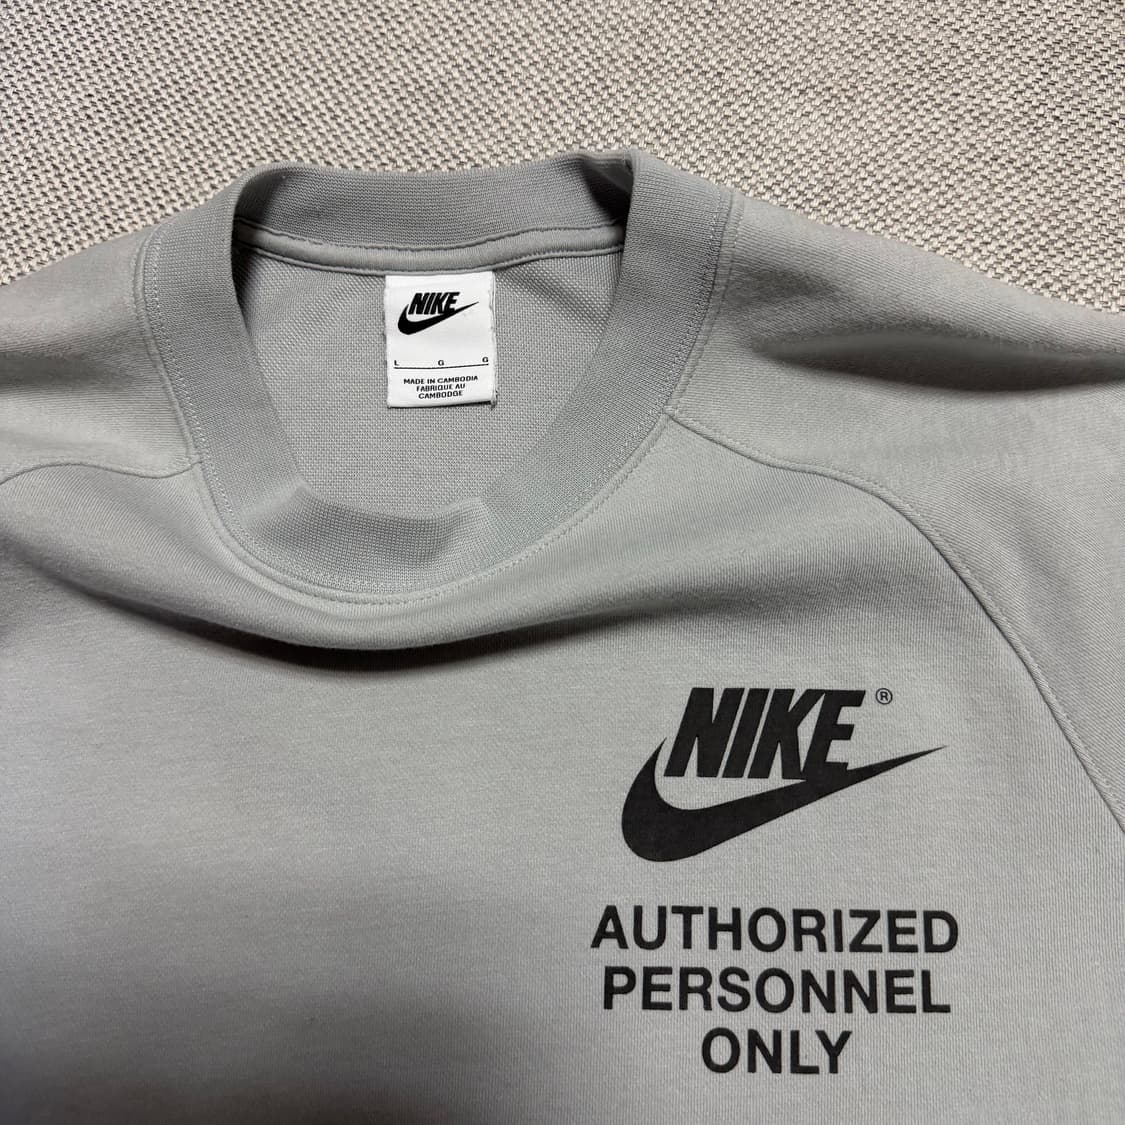 NIKE
L G G
MADE IN CAMBODIA
FABRIQUE AU
CAMBODGE
NIKE®
AUTHORIZED
PERSONNEL
ONLY